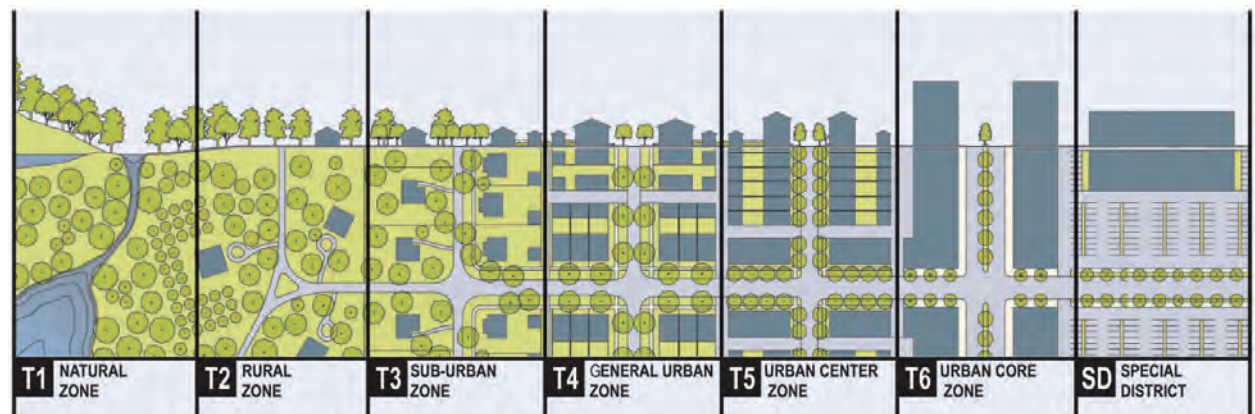 T1 NATURAL
ZONE
T2 RURAL
ZONE
T3 SUB-URBAN
ZONE
T4 GENERAL URBAN
ZONE
T5 URBAN CENTER
ZONE
T6 URBAN CORE
ZONE
SD SPECIAL
DISTRICT